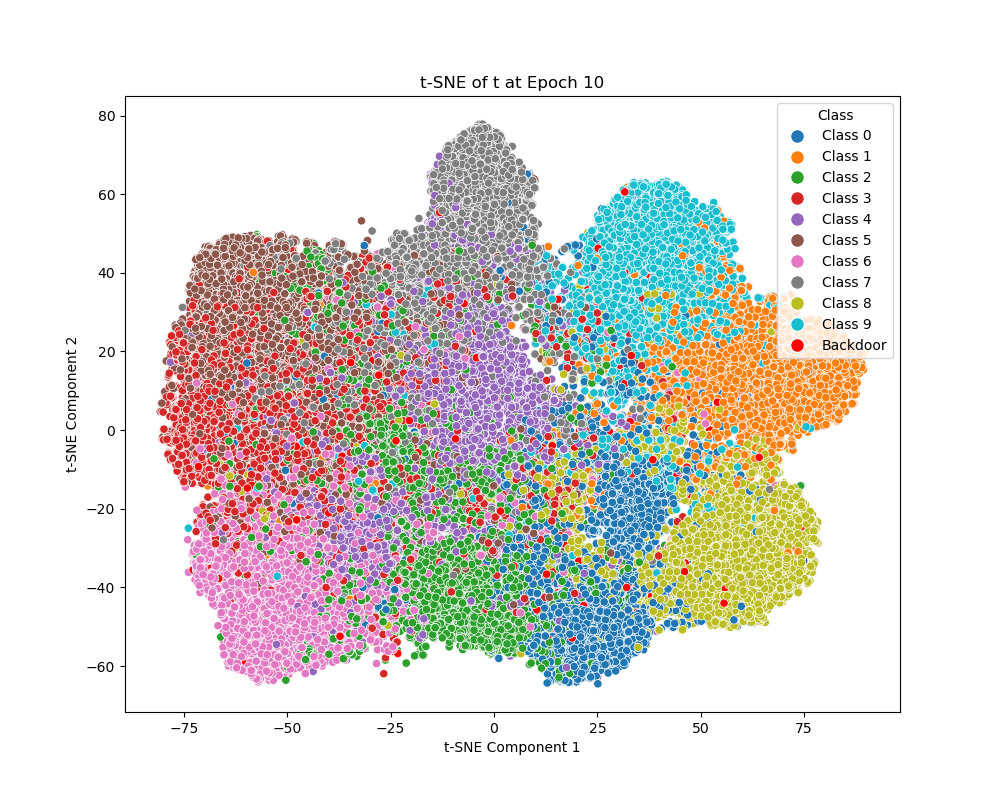 t-SNE of t at Epoch 10
t-SNE Component 2
80
60
40
20
0
−20
−40
−60
−75
−50
−25
0
25
50
75
t-SNE Component 1
Class
Class 0
Class 1
Class 2
Class 3
Class 4
Class 5
Class 6
Class 7
Class 8
Class 9
Backdoor